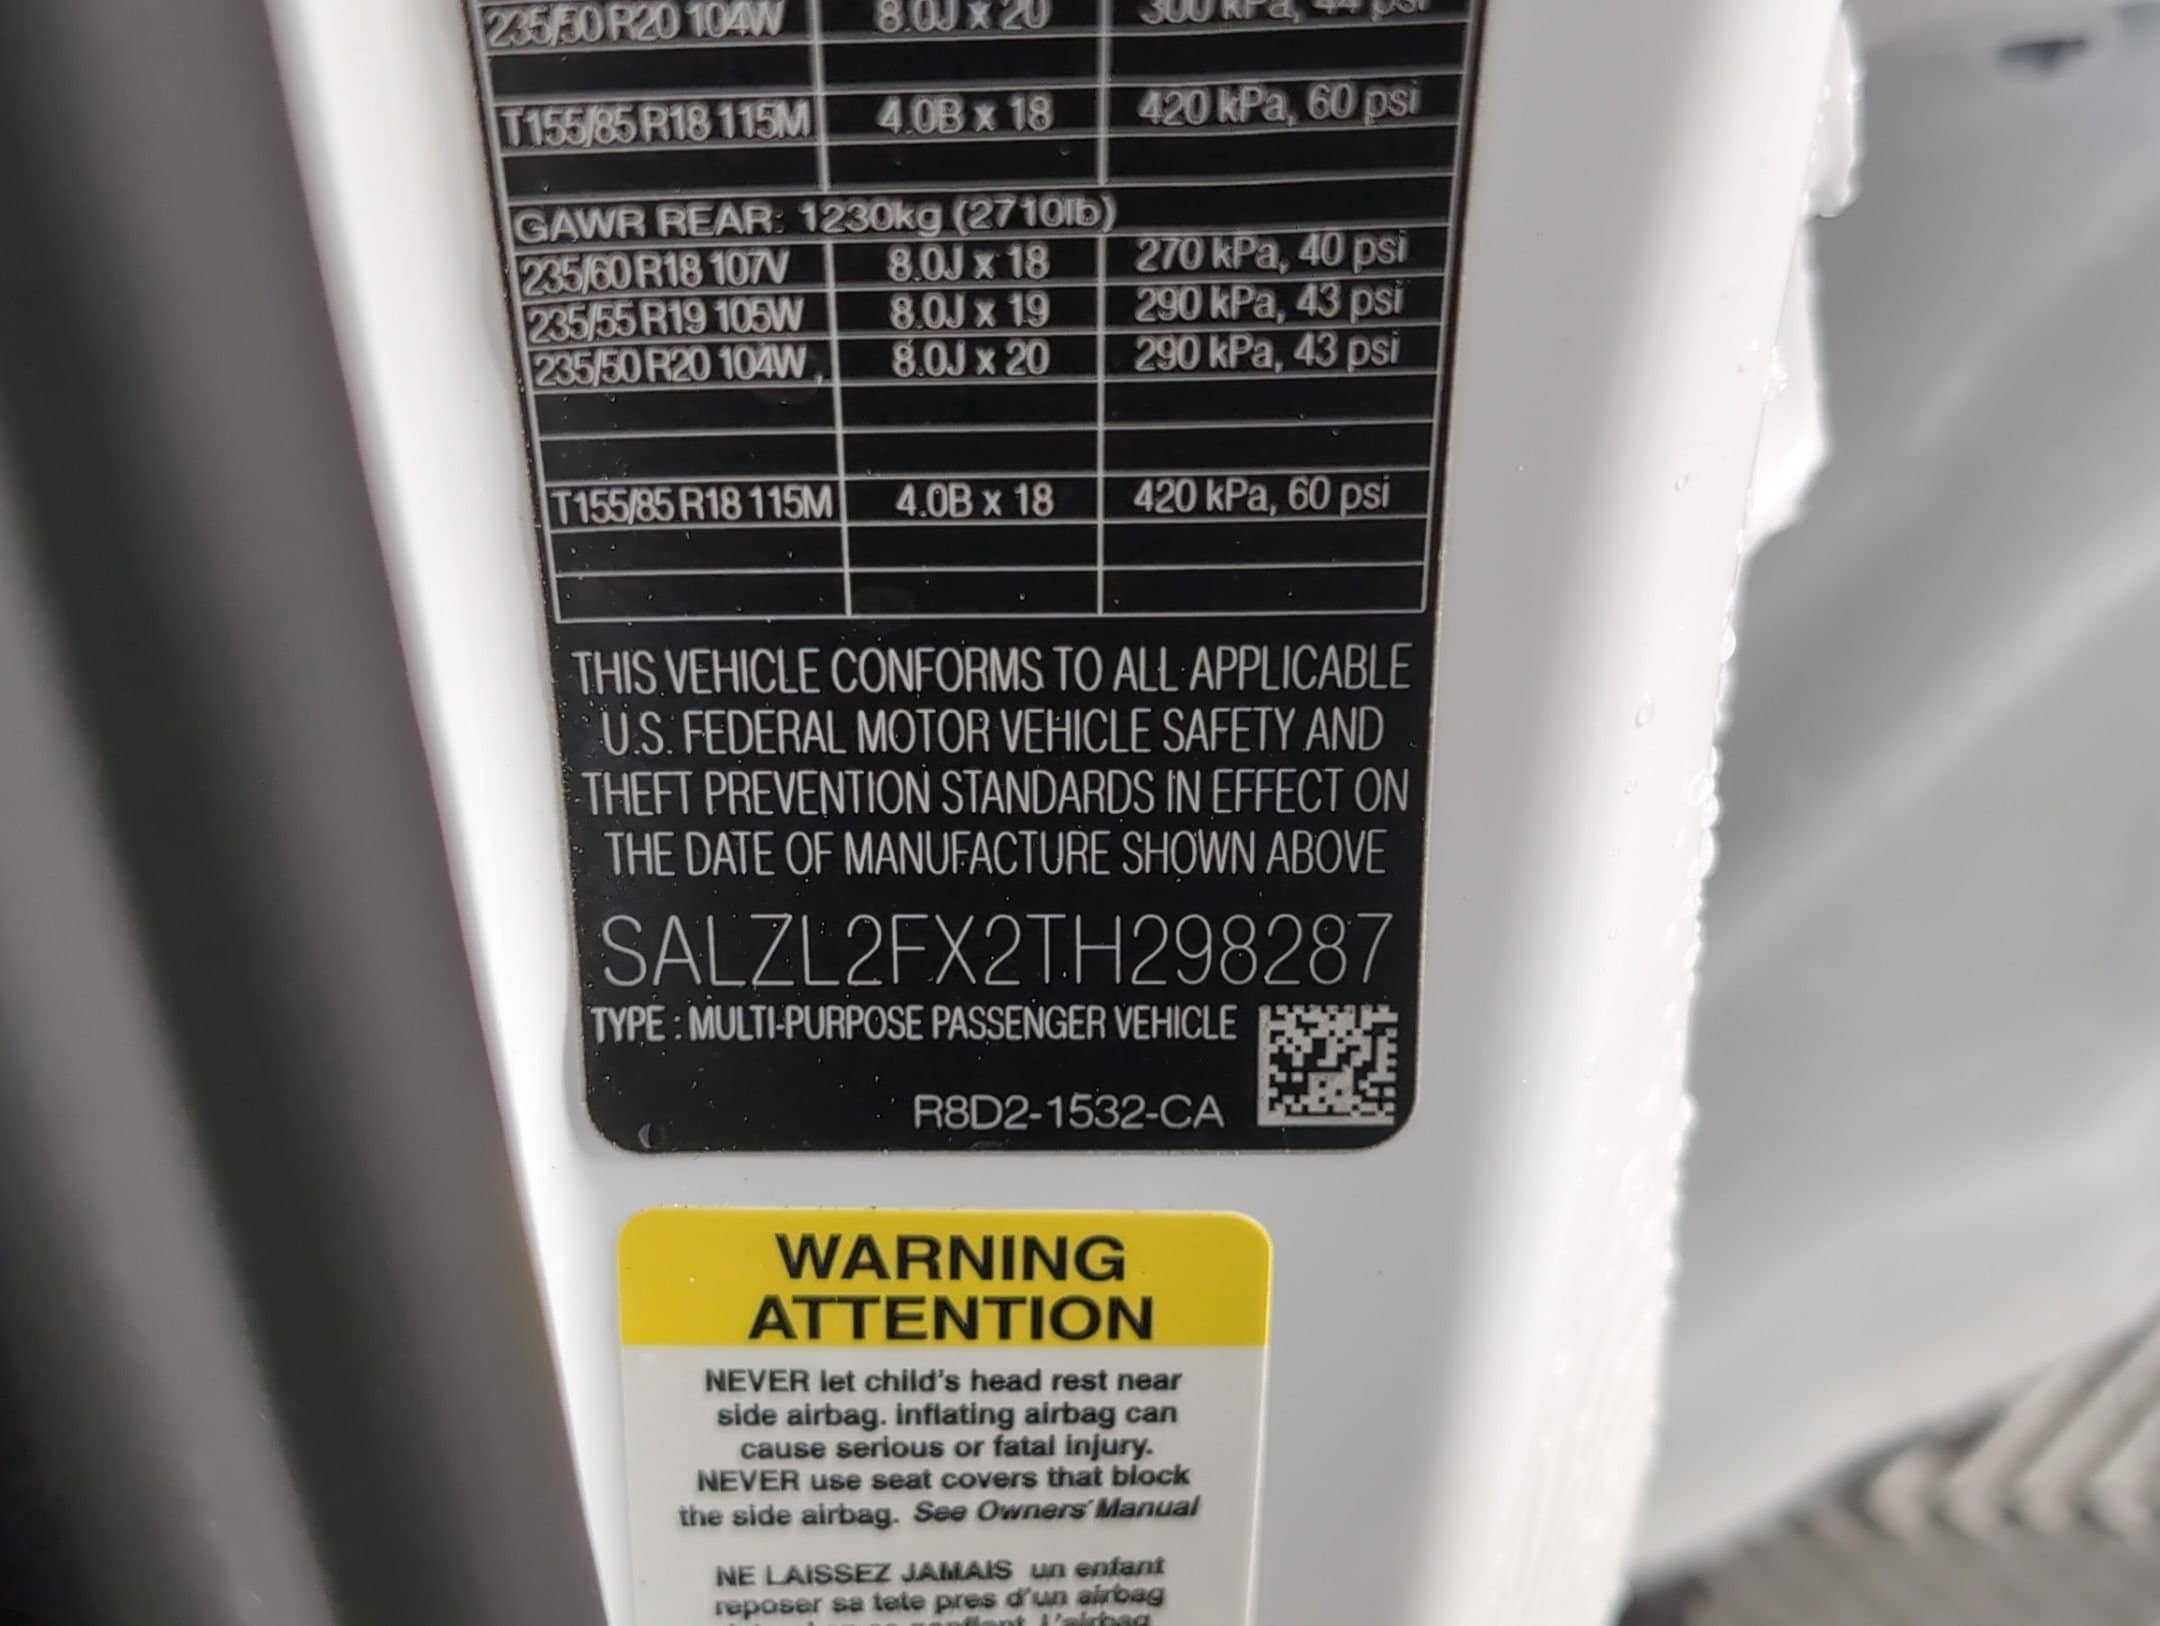 235/50 R20 104W 8.0J x 20 300 kPa, 44 psi
T155/85 R18 115M 4.0B x 18 420 kPa, 60 psi
GAWR REAR: 1230kg (2710lb)
235/60 R18 107V 8.0J x 18 270 kPa, 40 psi
235/55 R19 105W 8.0J x 19 290 kPa, 43 psi
235/50 R20 104W 8.0J x 20 290 kPa, 43 psi
T155/85 R18 115M 4.0B x 18 420 kPa, 60 psi
THIS VEHICLE CONFORMS TO ALL APPLICABLE
U.S. FEDERAL MOTOR VEHICLE SAFETY AND
THEFT PREVENTION STANDARDS IN EFFECT ON
THE DATE OF MANUFACTURE SHOWN ABOVE
SALZL2FX2TH298287
TYPE : MULTI-PURPOSE PASSENGER VEHICLE
R8D2-1532-CA
WARNING
ATTENTION
NEVER let child's head rest near
side airbag. Inflating airbag can
cause serious or fatal injury.
NEVER use seat covers that block
the side airbag. See Owners' Manual
NE LAISSEZ JAMAIS un enfant
reposer sa tete pres d'un airbag
gonflent L'airbag